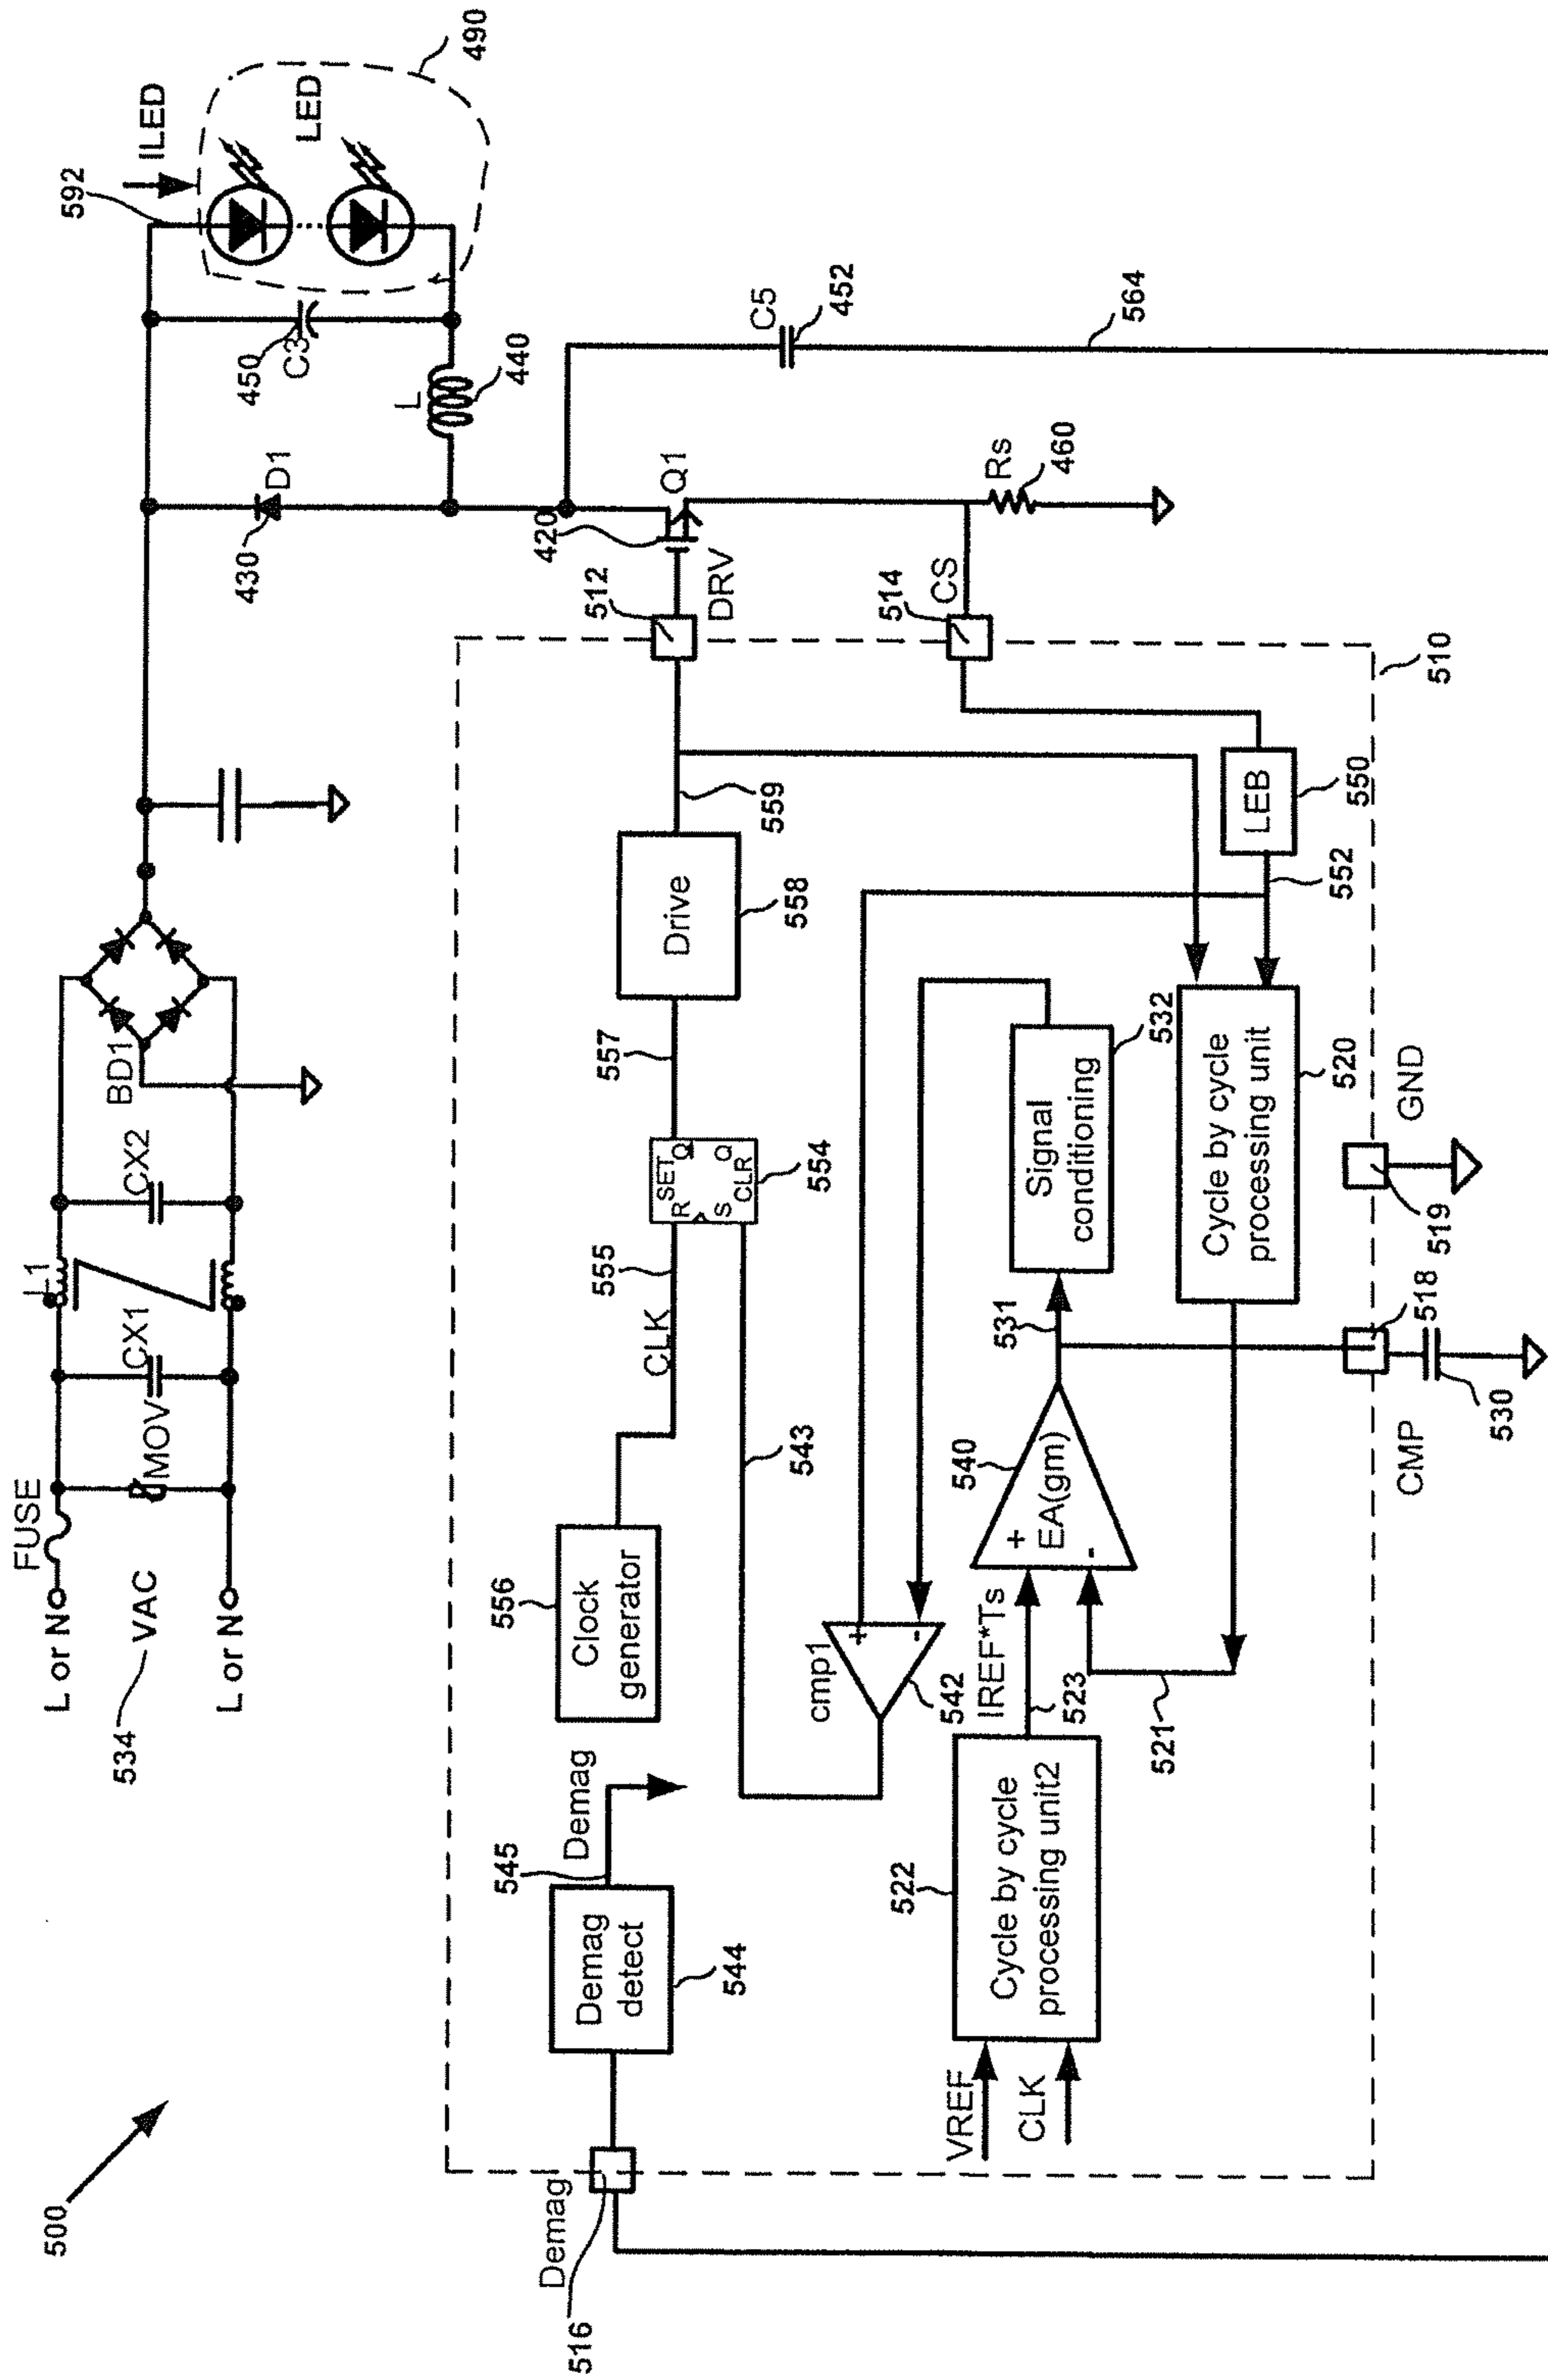 500
L or N
FUSE
534
VAC
L or N
MOV
CX1
L1
CX2
BD1
592
ILED
LED
490
450
C3
430
D1
L
440
C5
452
564
420
Q1
Rs
460
512
DRV
514
CS
510
Demag
516
Demag
detect
544
545
Demag
556
Clock
generator
CLK
555
SET
R
Q
S
Q
CLR
554
557
Drive
558
559
543
cmp1
+
-
542
VREF
CLK
522
Cycle by cycle
processing unit2
IREF*Ts
523
521
540
+
EA(gm)
-
531
Signal
conditioning
532
Cycle by cycle
processing unit
520
LEB
550
552
CMP
518
530
519
GND